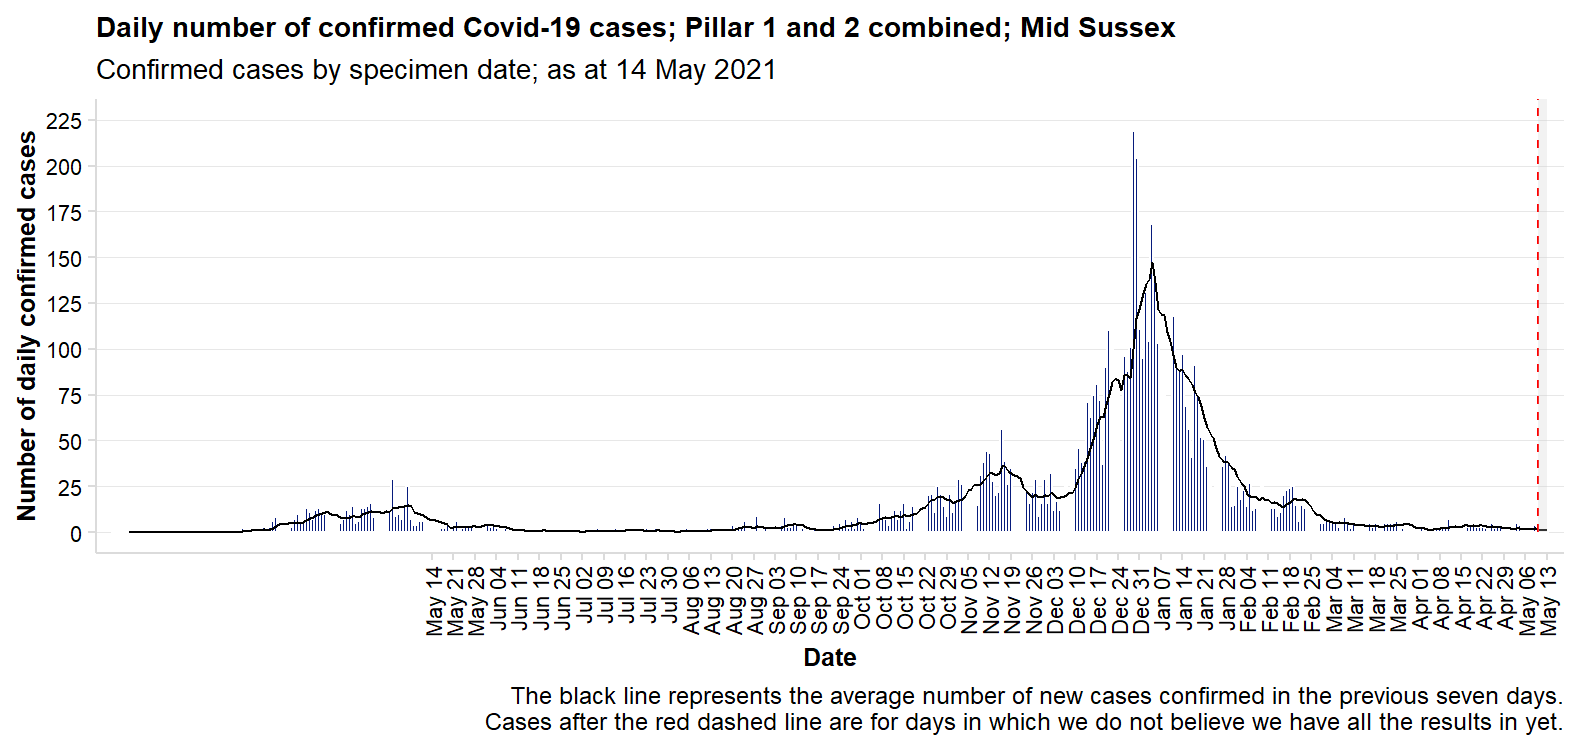 Daily number of confirmed Covid-19 cases; Pillar 1 and 2 combined; Mid Sussex
Confirmed cases by specimen date; as at 14 May 2021
Number of daily confirmed cases
225
200
175
150
125
100
75
50
25
0
May 14
May 21
May 28
Jun 04
Jun 11
Jun 18
Jun 25
Jul 02
Jul 09
Jul 16
Jul 23
Jul 30
Aug 06
Aug 13
Aug 20
Aug 27
Sep 03
Sep 10
Sep 17
Sep 24
Oct 01
Oct 08
Oct 15
Oct 22
Oct 29
Nov 05
Nov 12
Nov 19
Nov 26
Dec 03
Dec 10
Dec 17
Dec 24
Dec 31
Jan 07
Jan 14
Jan 21
Jan 28
Feb 04
Feb 11
Feb 18
Feb 25
Mar 04
Mar 11
Mar 18
Mar 25
Apr 01
Apr 08
Apr 15
Apr 22
Apr 29
May 06
May 13
Date
The black line represents the average number of new cases confirmed in the previous seven days.
Cases after the red dashed line are for days in which we do not believe we have all the results in yet.